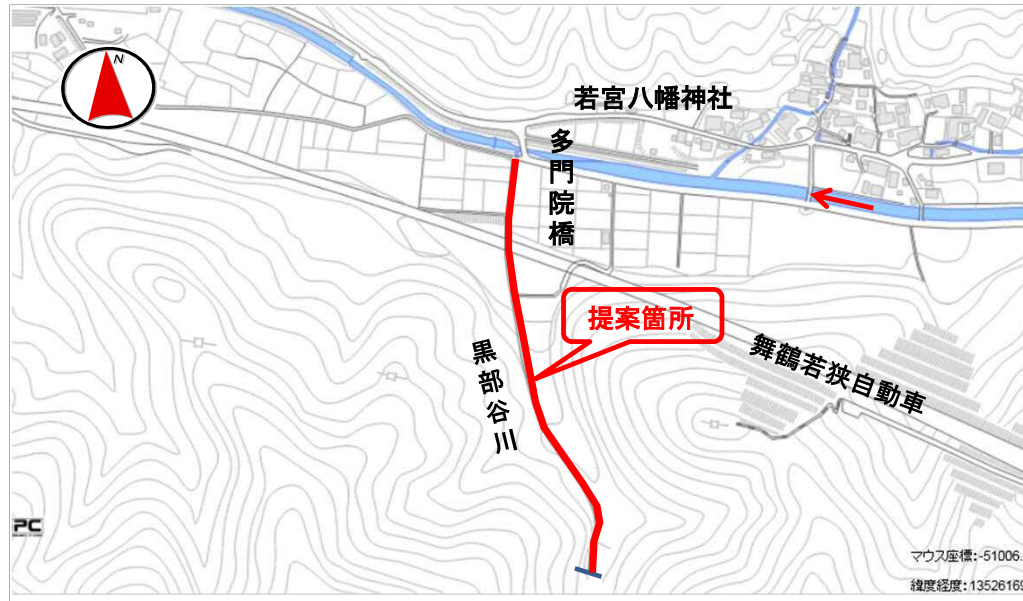 N
若宮八幡神社
多門院橋
提案箇所
舞鶴若狭自動車
黒部谷川
PC
マウス座標:-51006.
緯度経度:13526169